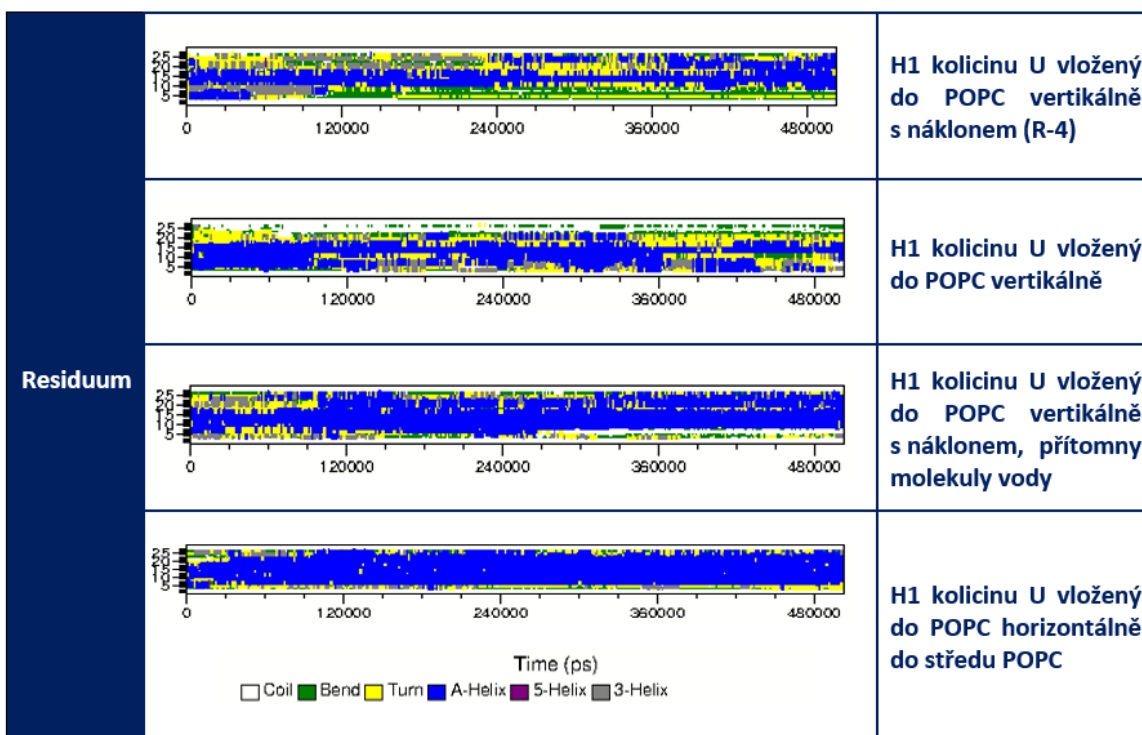 25
20
15
10
5
0 120000 240000 360000 480000
H1 kolicinu U vložený
do POPC vertikálně
s náklonem (R-4)
25
20
15
10
5
0 120000 240000 360000 480000
H1 kolicinu U vložený
do POPC vertikálně
Residuum
25
20
15
10
5
0 120000 240000 360000 480000
H1 kolicinu U vložený
do POPC vertikálně
s náklonem, přítomny
molekuly vody
25
20
15
10
5
0 120000 240000 360000 480000
H1 kolicinu U vložený
do POPC horizontálně
do středu POPC
Time (ps)
Coil Bend Turn A-Helix 5-Helix 3-Helix